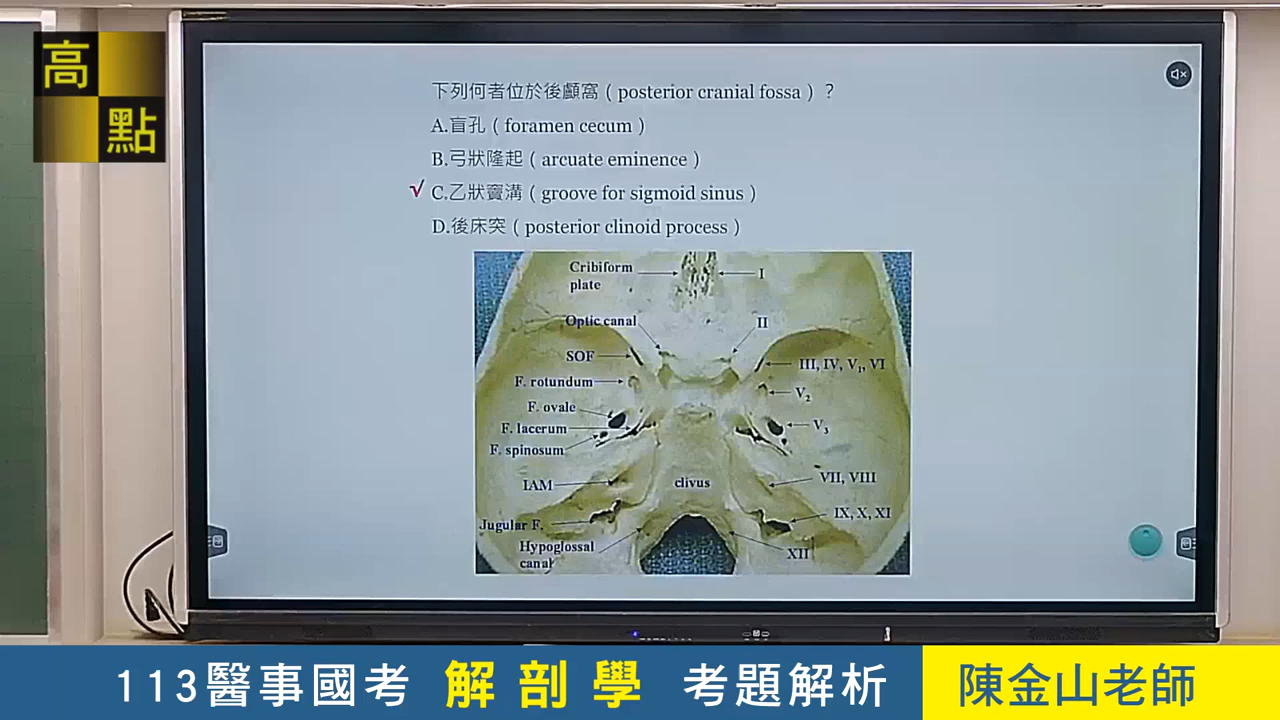 高
點
下列何者位於後顱窩（posterior cranial fossa）？
A.盲孔（foramen cecum）
B.弓狀隆起（arcuate eminence）
√ C.乙狀竇溝（groove for sigmoid sinus）
D.後床突（posterior clinoid process）
Cribiform
plate
I
Optic canal
II
SOF
III, IV, V₁, VI
F. rotundum
V₂
F. ovale
F. lacerum
V₃
F. spinosum
IAM
clivus
VII, VIII
Jugular F.
IX, X, XI
Hypoglossal
canal
XII
113醫事國考 解剖學 考題解析 陳金山老師